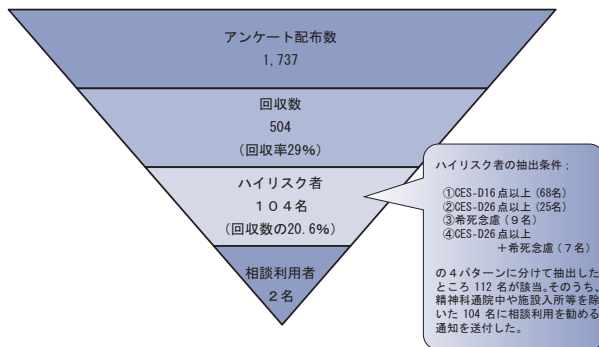 アンケート配布数
1,737
回収数
504
(回収率29%)
ハイリスク者
104名
(回収数の20.6%)
相談利用者
2名
ハイリスク者の抽出条件：
①CES-D16点以上(68名)
②CES-D26点以上(25名)
③希死念慮(９名)
④CES-D26点以上
＋希死念慮(７名)
の４パターンに分けて抽出した
ところ 112 名が該当。そのうち、
精神科通院中や施設入所等を除
いた 104 名に相談利用を勧める
通知を送付した。